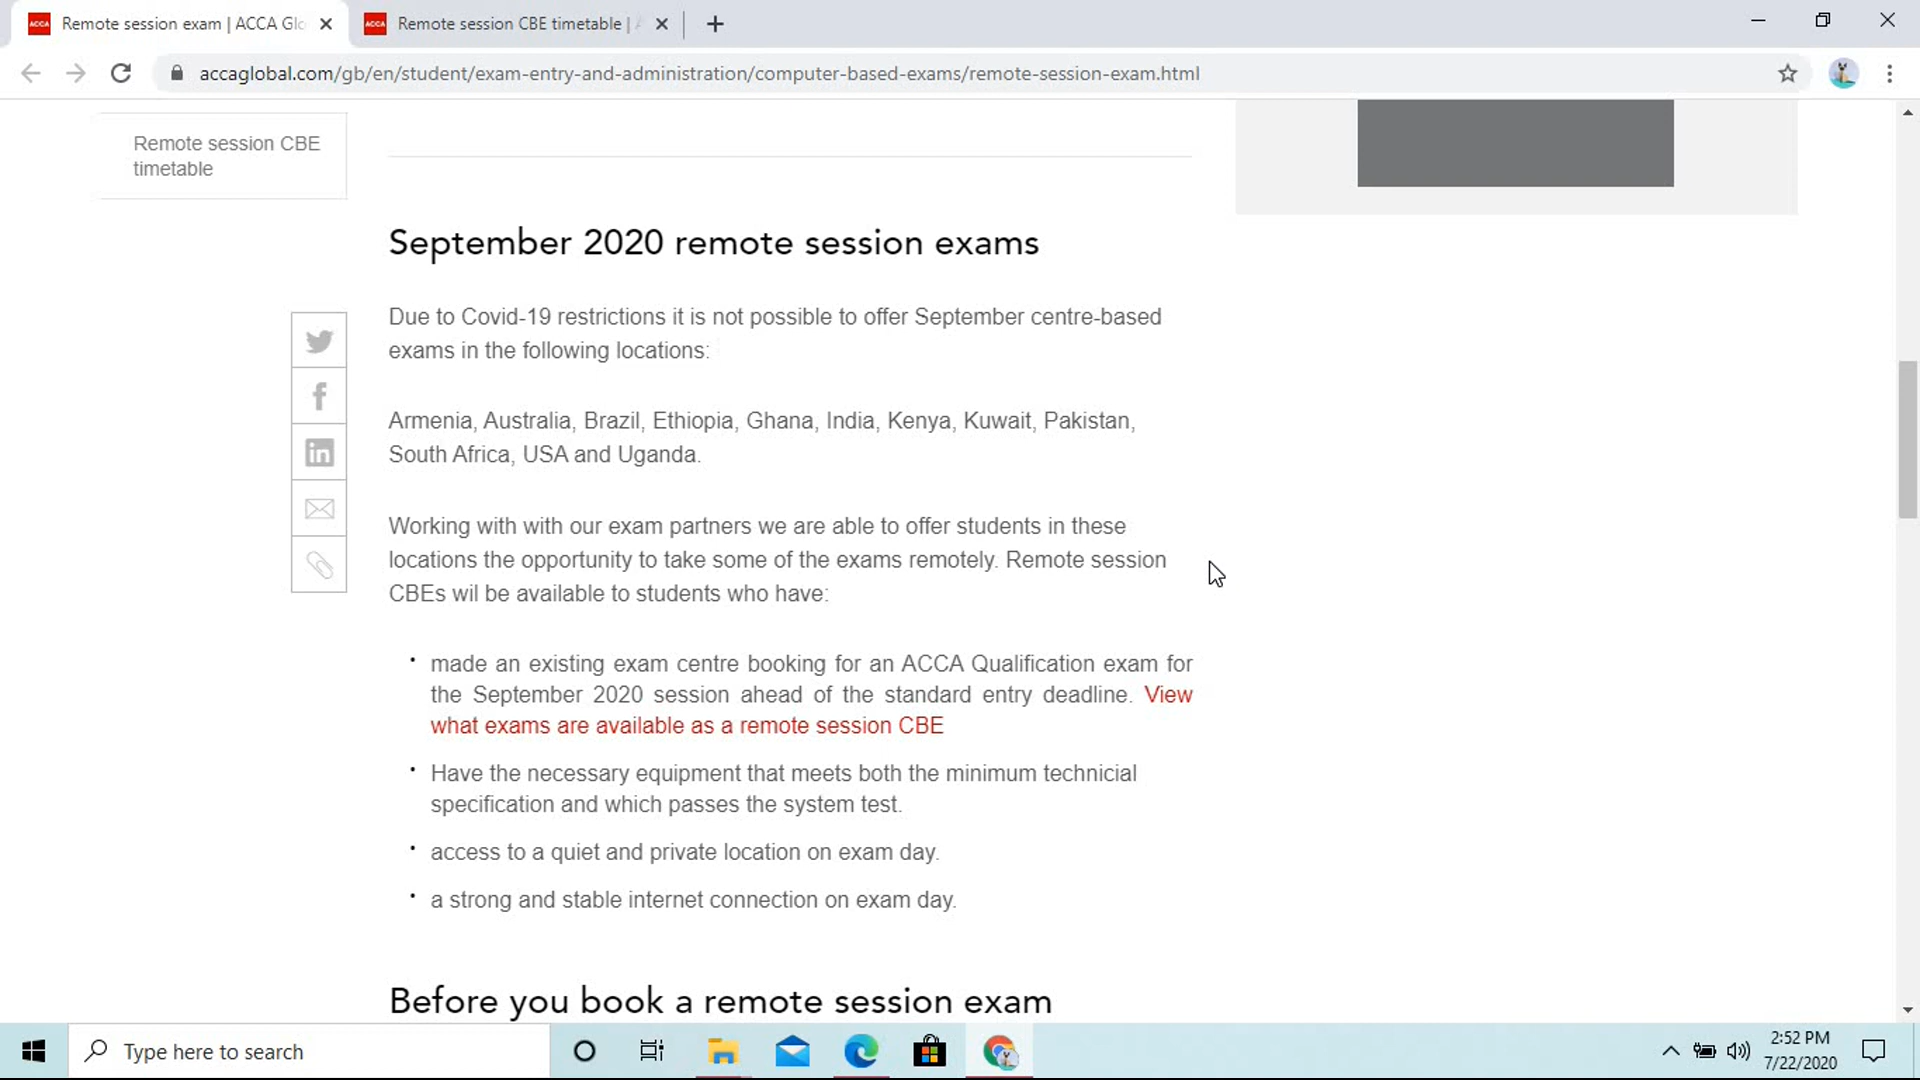 ACCA Remote session exam | ACCA Glo
ACCA Remote session CBE timetable | A
accaglobal.com/gb/en/student/exam-entry-and-administration/computer-based-exams/remote-session-exam.html
Remote session CBE
timetable
September 2020 remote session exams
Due to Covid-19 restrictions it is not possible to offer September centre-based
exams in the following locations:
Armenia, Australia, Brazil, Ethiopia, Ghana, India, Kenya, Kuwait, Pakistan,
South Africa, USA and Uganda.
Working with with our exam partners we are able to offer students in these
locations the opportunity to take some of the exams remotely. Remote session
CBEs wil be available to students who have:
· made an existing exam centre booking for an ACCA Qualification exam for
the September 2020 session ahead of the standard entry deadline. View
what exams are available as a remote session CBE
· Have the necessary equipment that meets both the minimum technicial
specification and which passes the system test.
· access to a quiet and private location on exam day.
· a strong and stable internet connection on exam day.
Before you book a remote session exam
Type here to search
2:52 PM
7/22/2020